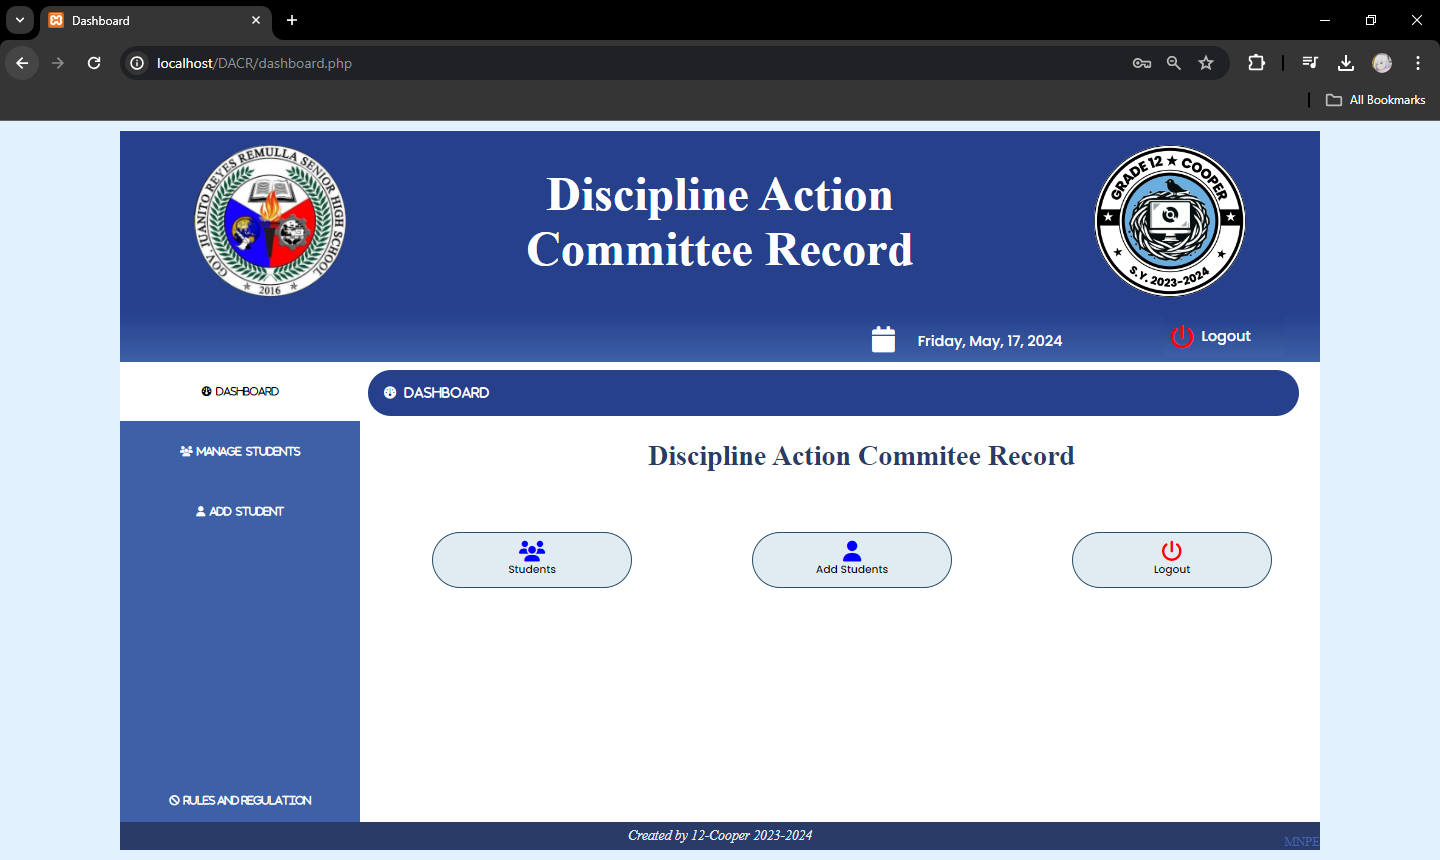 Dashboard
localhost/DACR/dashboard.php
All Bookmarks
GOV. JUANITO REYES REMULLA SENIOR HIGH SCHOOL
2016
Discipline Action
Committee Record
GRADE 12 ★ COOPER
S.Y. 2023-2024
Friday, May, 17, 2024
Logout
DASHBOARD
MANAGE STUDENTS
ADD STUDENT
RULES AND REGULATION
DASHBOARD
Discipline Action Commitee Record
Students
Add Students
Logout
Created by 12-Cooper 2023-2024
MNPE